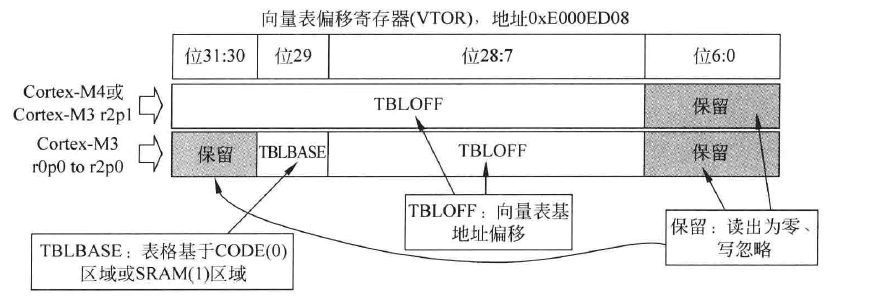 向量表偏移寄存器(VTOR)，地址0xE000ED08
位31:30 位29 位28:7 位6:0
Cortex-M4或
Cortex-M3 r2p1
TBLOFF 保留
Cortex-M3
r0p0 to r2p0
保留 TBLBASE TBLOFF 保留
TBLOFF：向量表基
地址偏移
保留：读出为零、
写忽略
TBLBASE：表格基于CODE(0)
区域或SRAM(1)区域